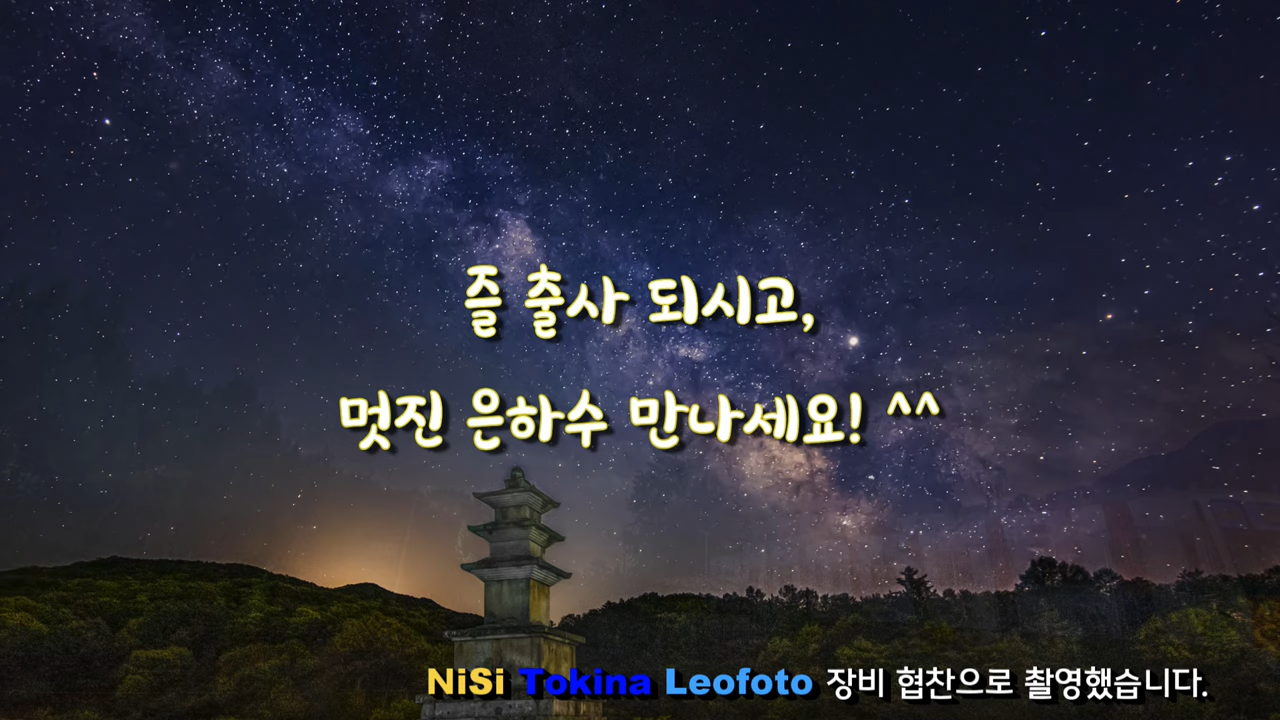 즐 출사 되시고,
멋진 은하수 만나세요! ^^
NiSi Tokina Leofoto 장비 협찬으로 촬영했습니다.